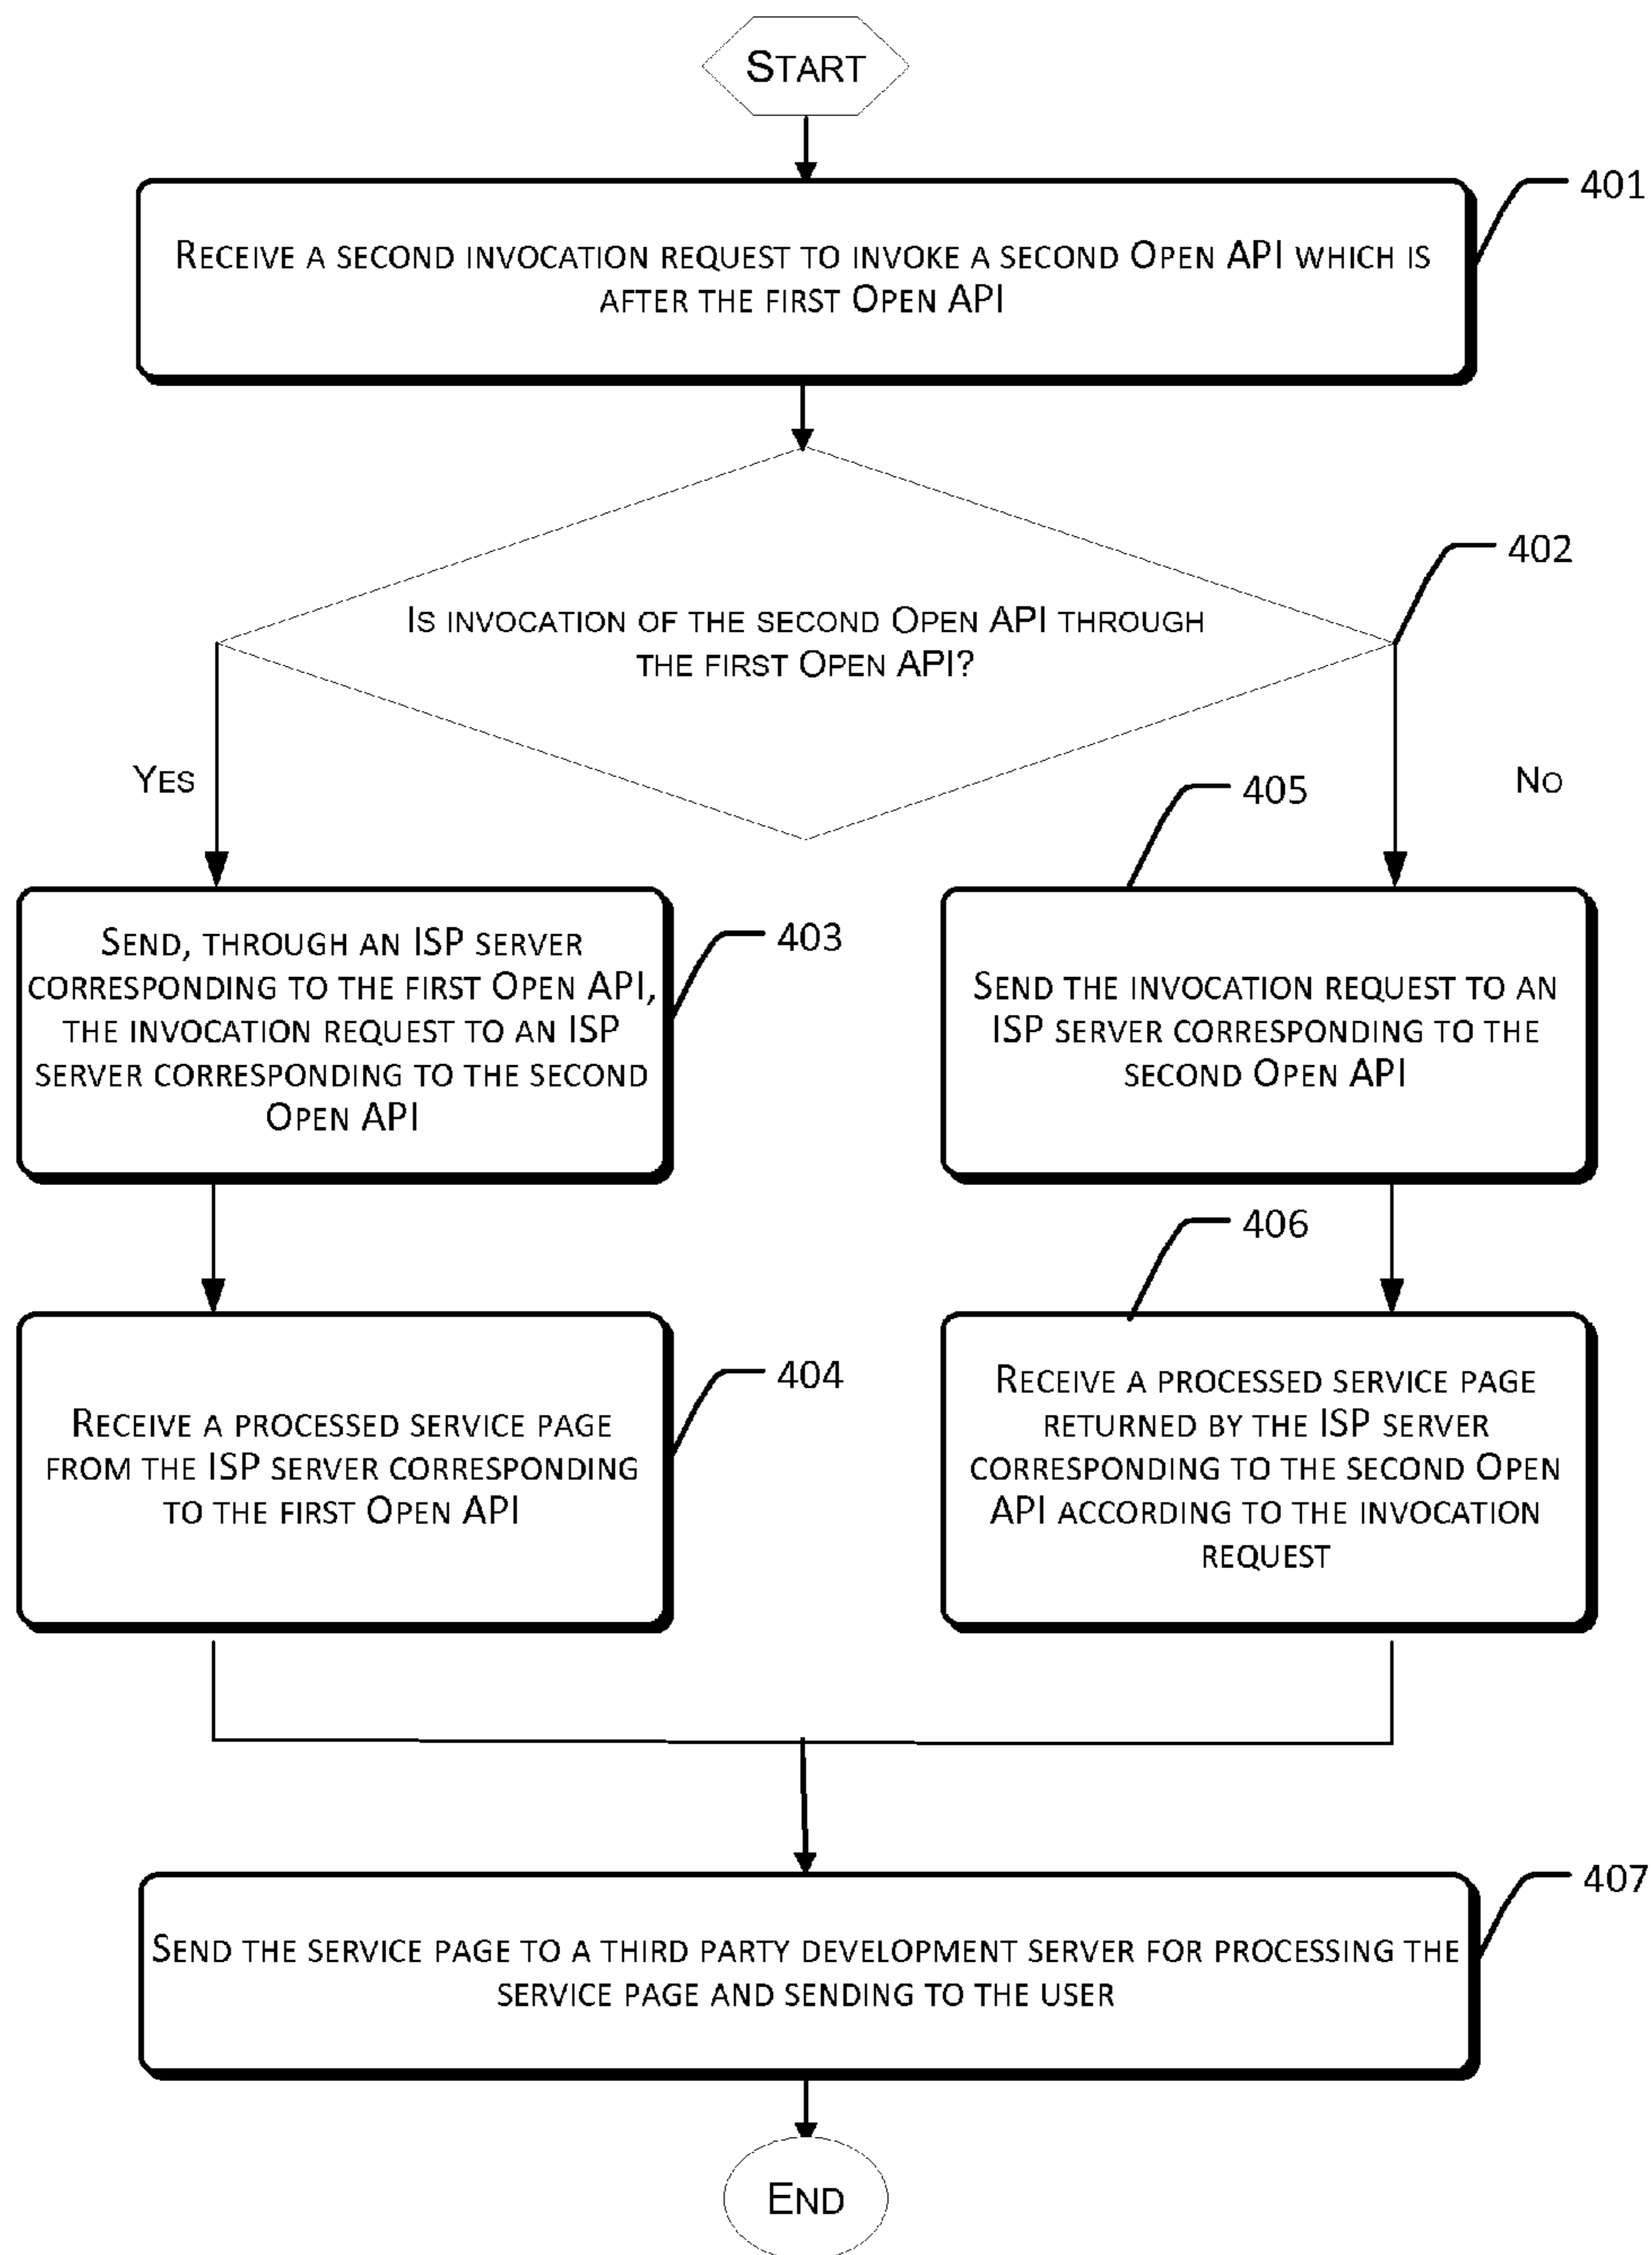 START
401
RECEIVE A SECOND INVOCATION REQUEST TO INVOKE A SECOND OPEN API WHICH IS
AFTER THE FIRST OPEN API
402
IS INVOCATION OF THE SECOND OPEN API THROUGH
THE FIRST OPEN API?
YES
NO
403
SEND, THROUGH AN ISP SERVER
CORRESPONDING TO THE FIRST OPEN API,
THE INVOCATION REQUEST TO AN ISP
SERVER CORRESPONDING TO THE SECOND
OPEN API
404
RECEIVE A PROCESSED SERVICE PAGE
FROM THE ISP SERVER CORRESPONDING
TO THE FIRST OPEN API
405
SEND THE INVOCATION REQUEST TO AN
ISP SERVER CORRESPONDING TO THE
SECOND OPEN API
406
RECEIVE A PROCESSED SERVICE PAGE
RETURNED BY THE ISP SERVER
CORRESPONDING TO THE SECOND OPEN
API ACCORDING TO THE INVOCATION
REQUEST
407
SEND THE SERVICE PAGE TO A THIRD PARTY DEVELOPMENT SERVER FOR PROCESSING THE
SERVICE PAGE AND SENDING TO THE USER
END